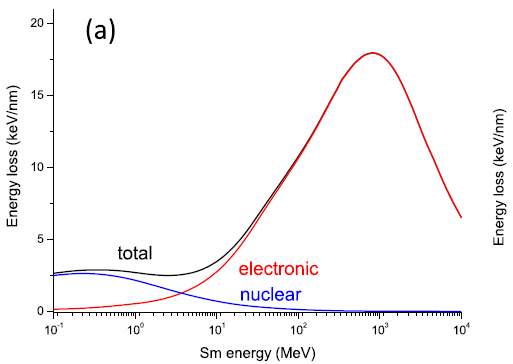 (a)
20
15
10
5
0
Energy loss (keV/nm)
total
electronic
nuclear
10⁻¹ 10⁰ 10¹ 10² 10³ 10⁴
Sm energy (MeV)
Energy loss (keV/nm)